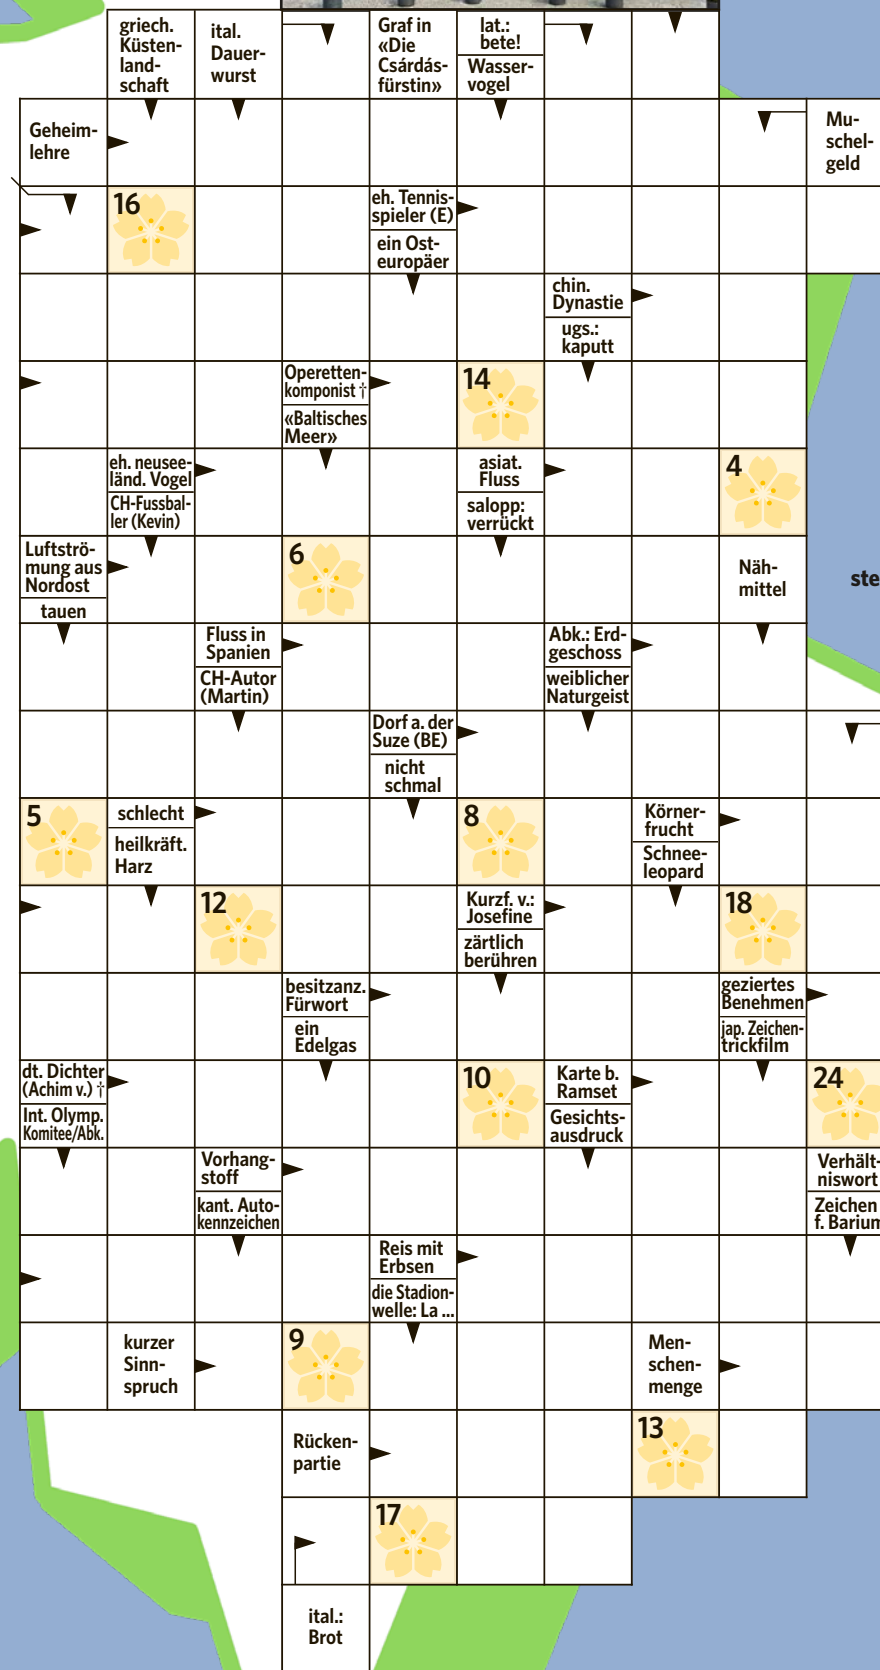 griech.
Küsten-
land-
schaft
ital.
Dauer-
wurst
Graf in
«Die
Csárdás-
fürstin»
lat.:
bete!
Wasser-
vogel
Geheim-
lehre
Mu-
schel-
geld
16
eh. Tennis-
spieler (E)
ein Ost-
europäer
chin.
Dynastie
ugs.:
kaputt
Operetten-
komponist †
«Baltisches
Meer»
14
eh. neusee-
länd. Vogel
CH-Fussbal-
ler (Kevin)
asiat.
Fluss
salopp:
verrückt
4
Luftströ-
mung aus
Nordost
tauen
6
Näh-
mittel
ste
Fluss in
Spanien
CH-Autor
(Martin)
Abk.: Erd-
geschoss
weiblicher
Naturgeist
Dorf a. der
Suze (BE)
nicht
schmal
5
schlecht
heilkräft.
Harz
8
Körner-
frucht
Schnee-
leopard
12
Kurzf. v.:
Josefine
zärtlich
berühren
18
besitzanz.
Fürwort
ein
Edelgas
geziertes
Benehmen
jap. Zeichen-
trickfilm
dt. Dichter
(Achim v.) †
Int. Olymp.
Komitee/Abk.
10
Karte b.
Ramset
Gesichts-
ausdruck
24
Vorhang-
stoff
kant. Auto-
kennzeichen
Verhält-
niswort
Zeichen
f. Barium
Reis mit
Erbsen
die Stadion-
welle: La ...
kurzer
Sinn-
spruch
9
Men-
schen-
menge
Rücken-
partie
13
17
ital.:
Brot